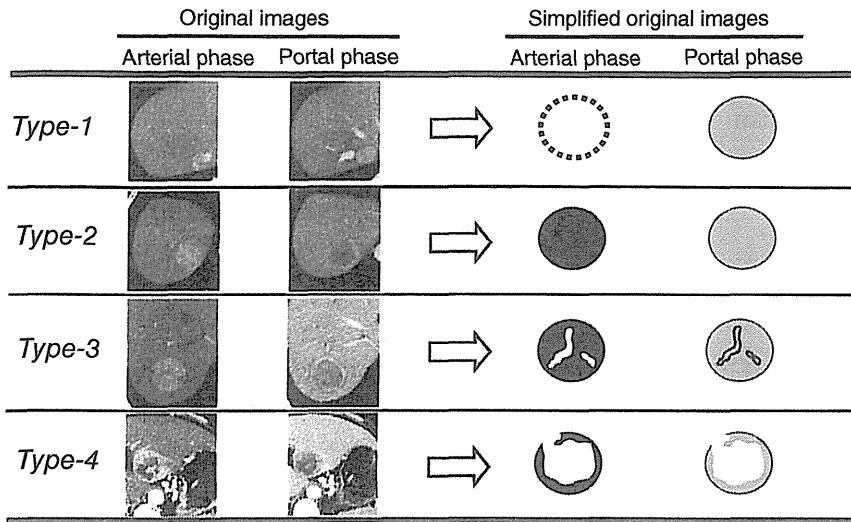 Original images Simplified original images
Arterial phase Portal phase Arterial phase Portal phase
Type-1
Type-2
Type-3
Type-4